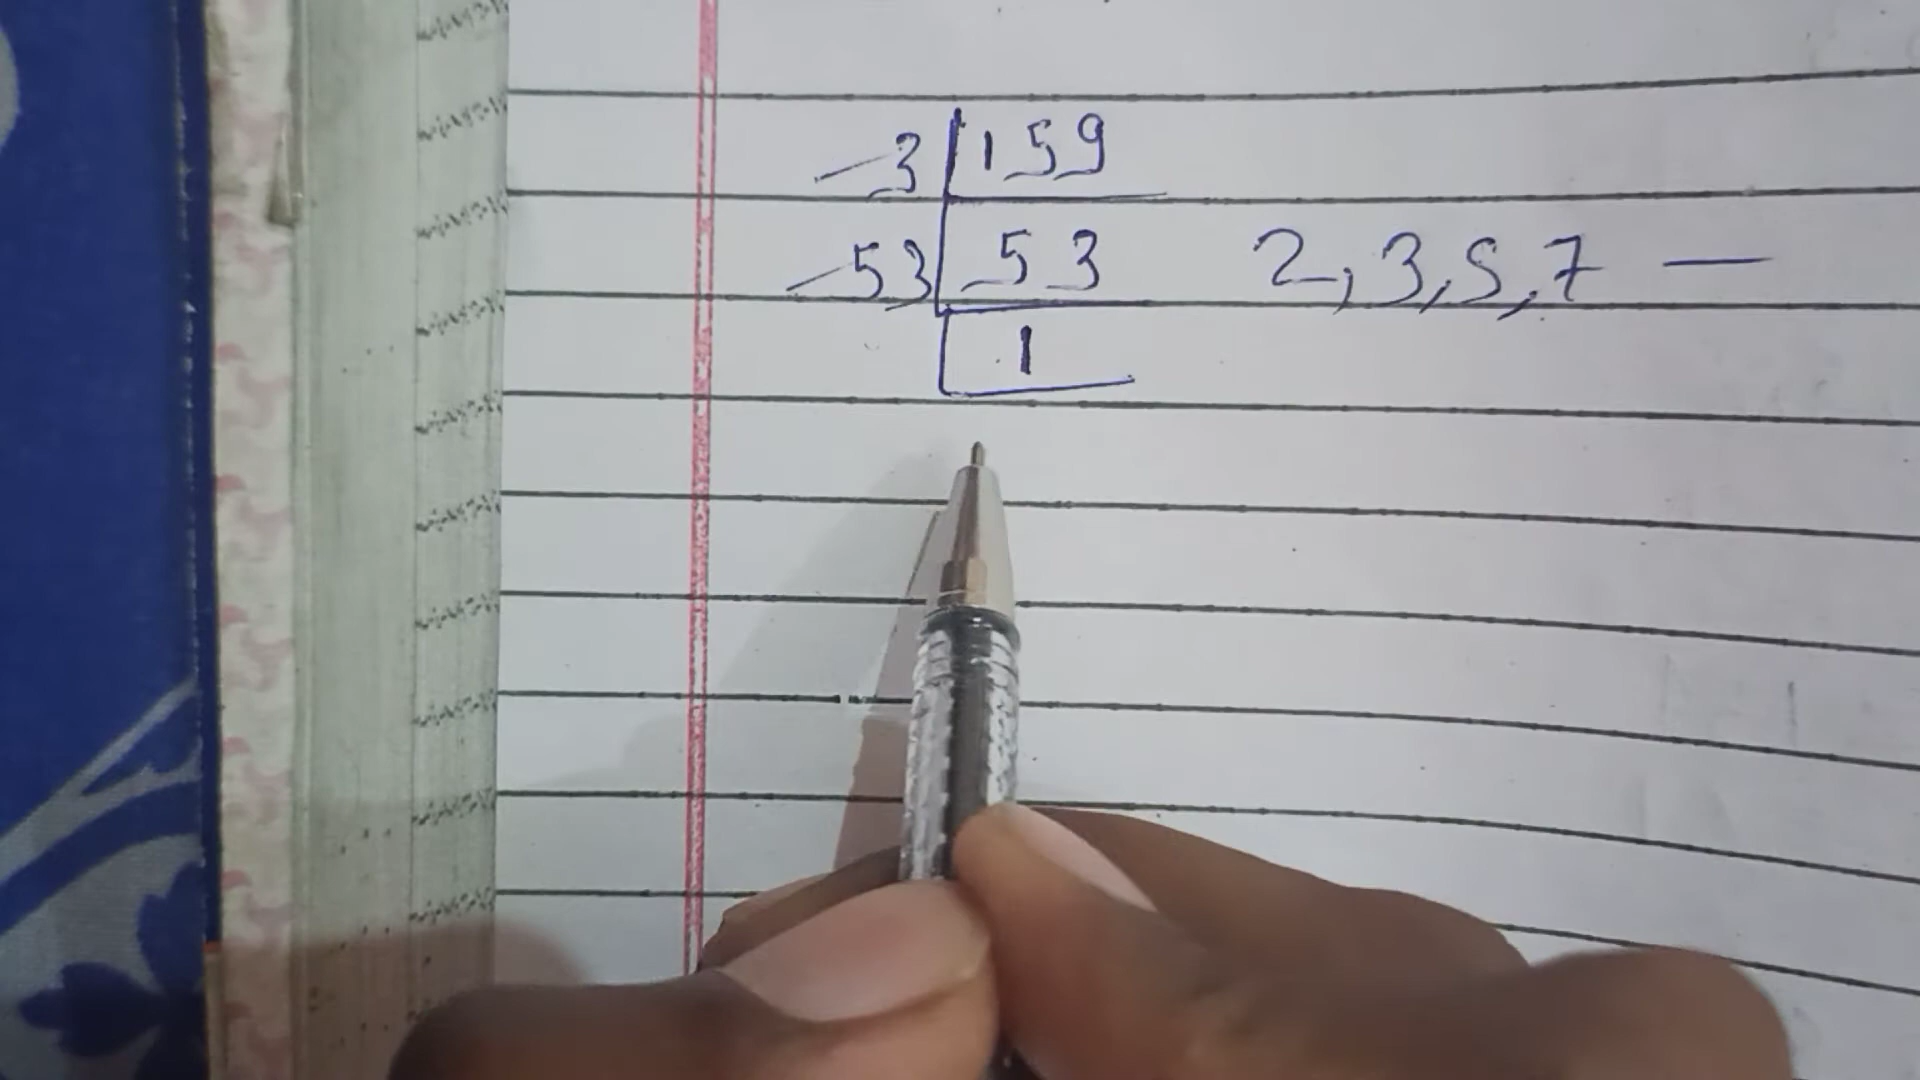 3 159
53 53 2, 3, 5, 7 —
1